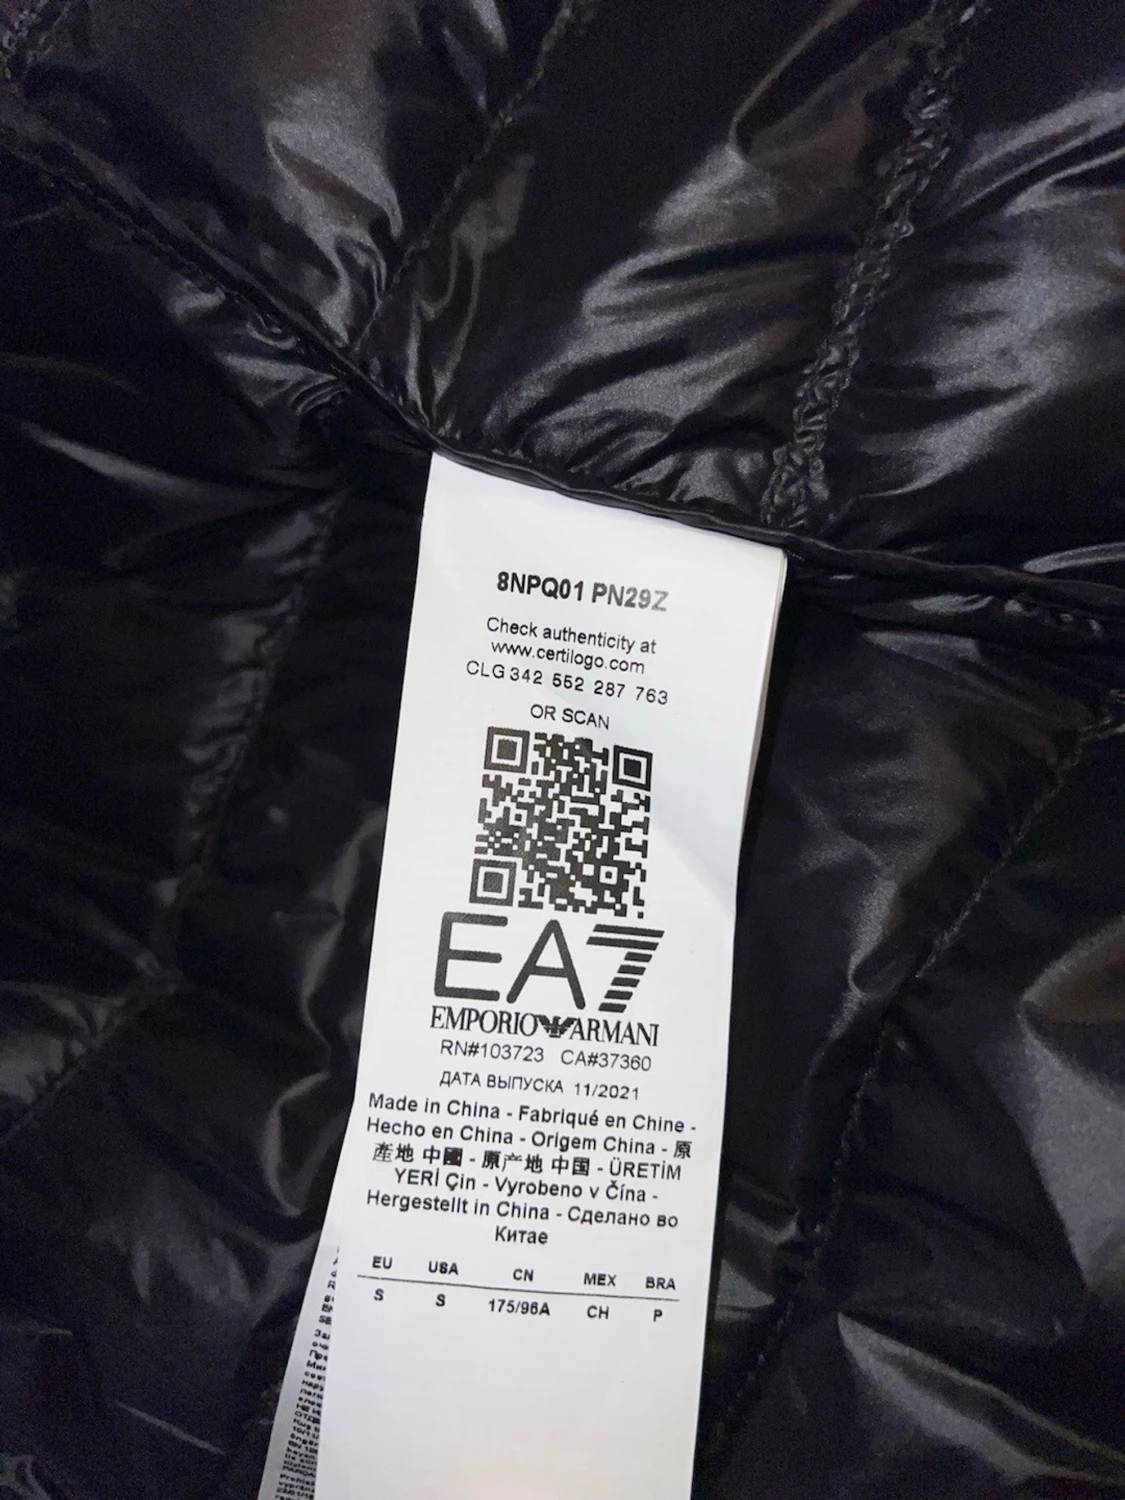 8NPQ01 PN29Z
Check authenticity at
www.certilogo.com
CLG 342 552 287 763
OR SCAN
EA7
EMPORIO ARMANI
RN#103723 CA#37360
ДАТА ВЫПУСКА 11/2021
Made in China - Fabriqué en Chine -
Hecho en China - Origem China - 原
產地 中國 - 原产地 中国 - ÜRETİM
YERİ Çin - Vyrobeno v Čína -
Hergestellt in China - Сделано во
Китае
EU USA CN MEX BRA
S S 175/96A CH P